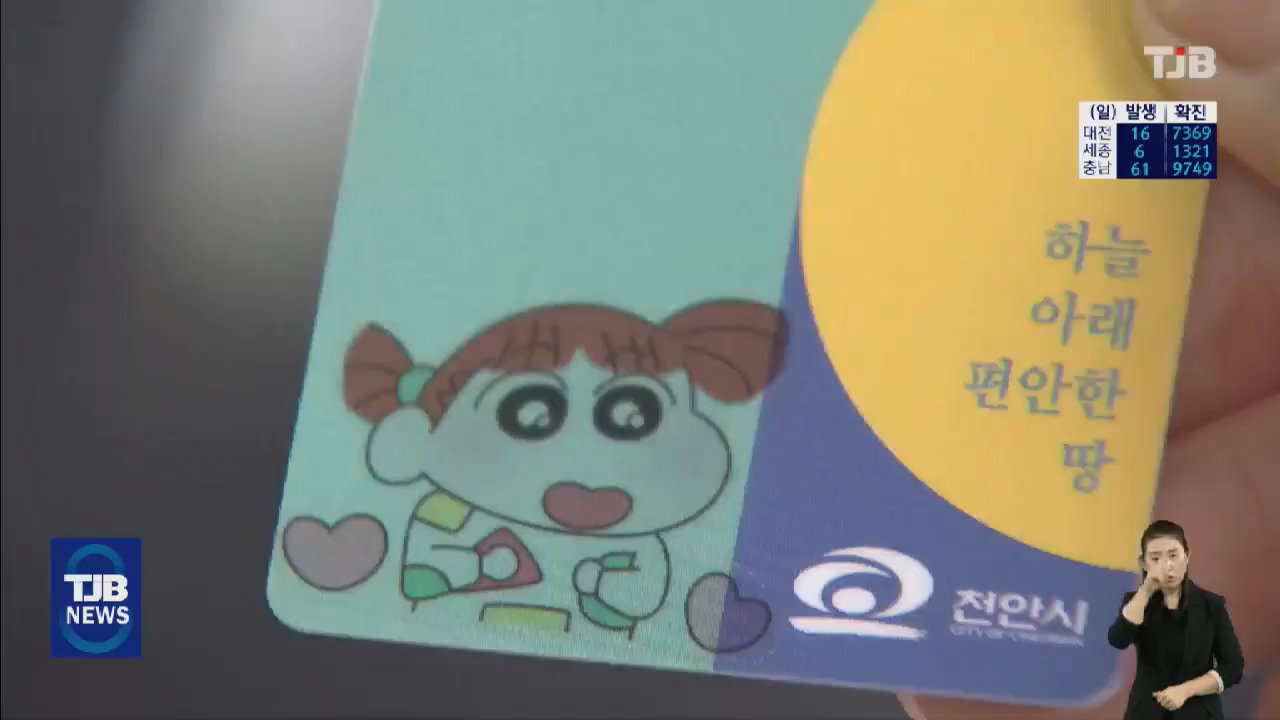 TJB
(일) 발생 확진
대전 16 7369
세종 6 1321
충남 61 9749
하늘
아래
편안한
땅
천안시
TJB
NEWS